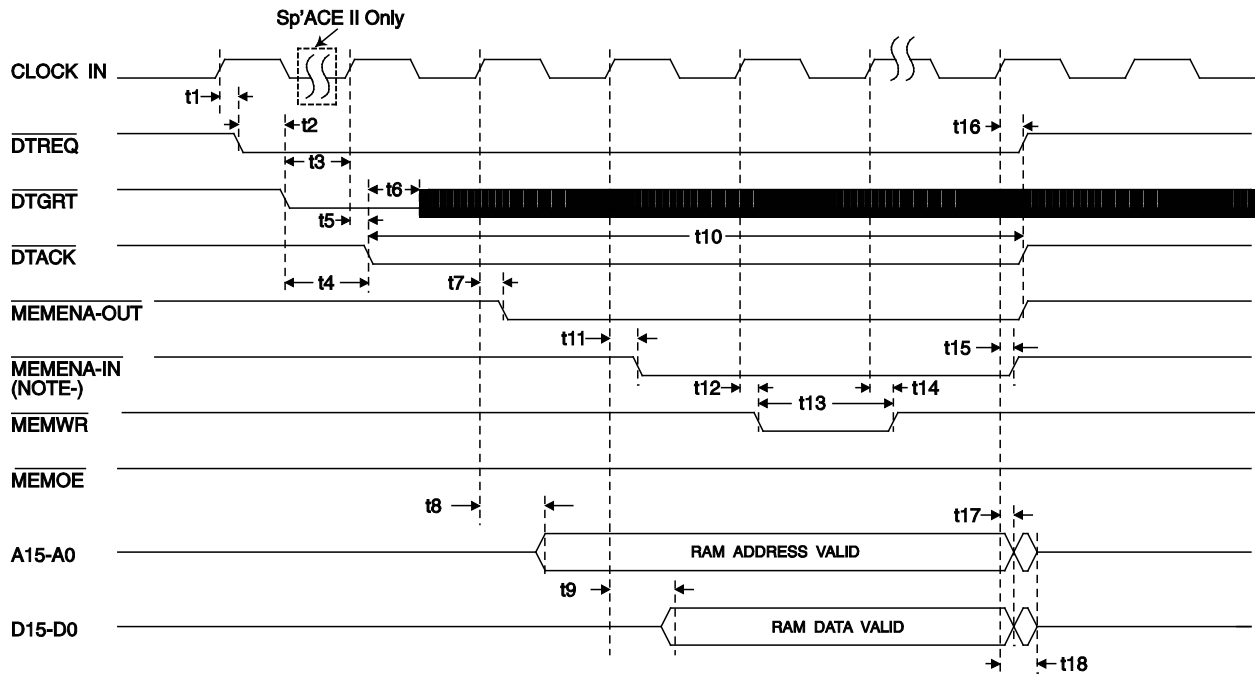 Sp'ACE II Only
CLOCK IN
t1
t2
t16
DTREQ
t3
t6
DTGRT
t5
t10
DTACK
t4
t7
MEMENA-OUT
t11
t15
MEMENA-IN
(NOTE-)
t12
t14
t13
MEMWR
MEMOE
t8
t17
A15-A0
RAM ADDRESS VALID
t9
D15-D0
RAM DATA VALID
t18